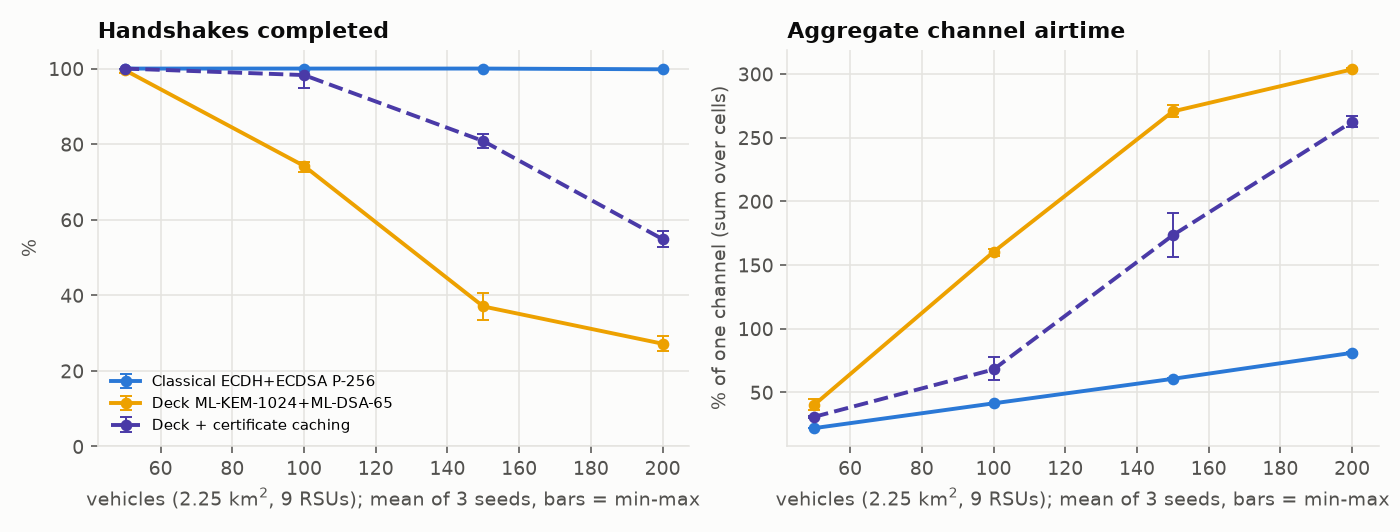 Handshakes completed
%
100
80
60
40
20
0
60 80 100 120 140 160 180 200
Classical ECDH+ECDSA P-256
Deck ML-KEM-1024+ML-DSA-65
Deck + certificate caching
vehicles (2.25 km², 9 RSUs); mean of 3 seeds, bars = min-max
Aggregate channel airtime
% of one channel (sum over cells)
300
250
200
150
100
50
60 80 100 120 140 160 180 200
vehicles (2.25 km², 9 RSUs); mean of 3 seeds, bars = min-max